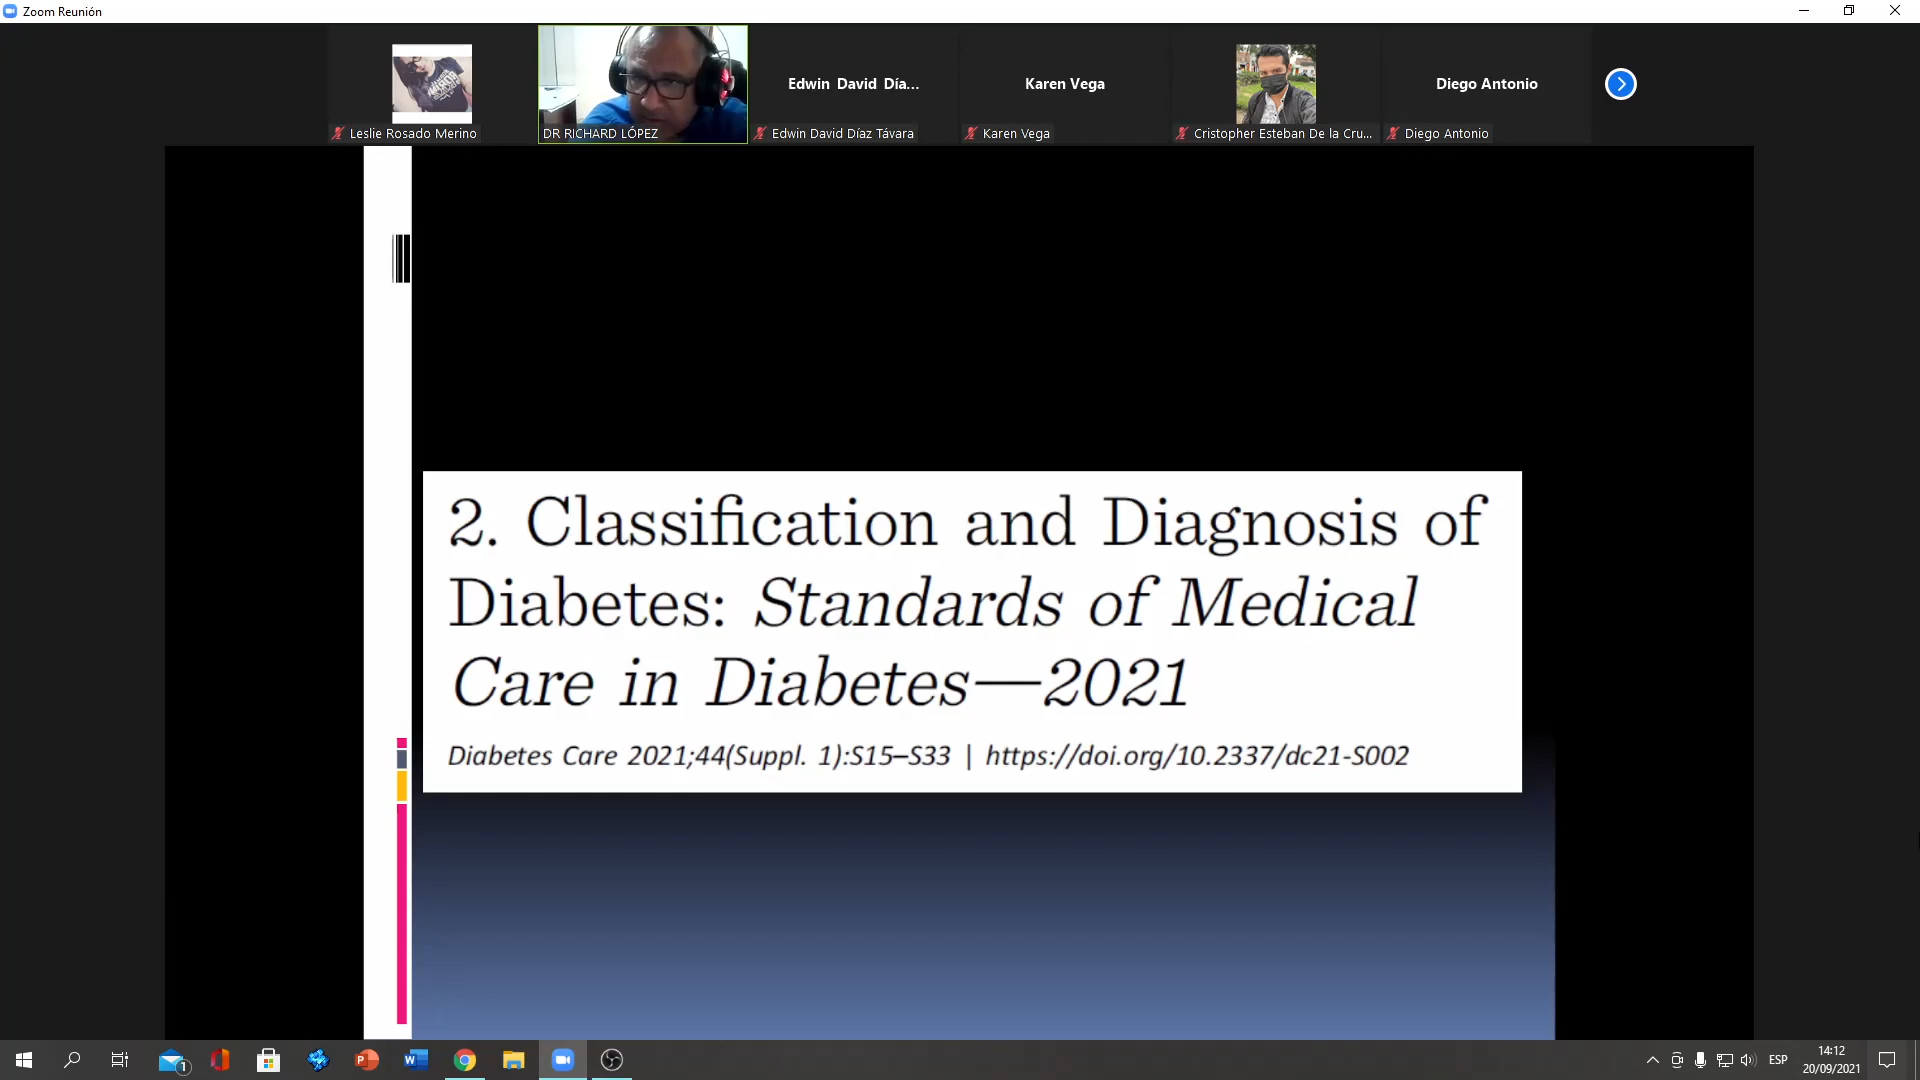 Zoom Reunión
Edwin David Día...
Karen Vega
Diego Antonio
Leslie Rosado Merino
DR RICHARD LÓPEZ
Edwin David Díaz Távara
Karen Vega
Cristopher Esteban De la Cru...
Diego Antonio
2. Classification and Diagnosis of
Diabetes: Standards of Medical
Care in Diabetes—2021
Diabetes Care 2021;44(Suppl. 1):S15–S33 | https://doi.org/10.2337/dc21-S002
1
ESP
14:12
20/09/2021